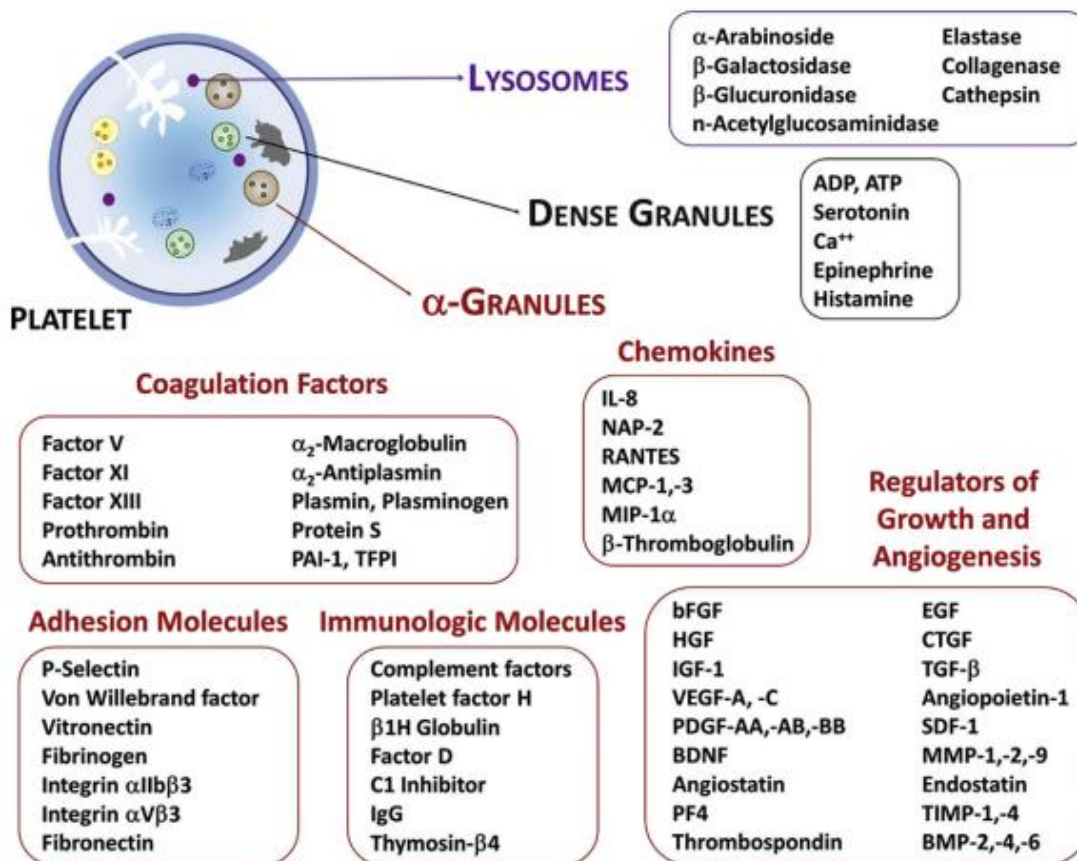 LYSOSOMES
α-Arabinoside Elastase
β-Galactosidase Collagenase
β-Glucuronidase Cathepsin
n-Acetylglucosaminidase
DENSE GRANULES
ADP, ATP
Serotonin
Ca⁺⁺
Epinephrine
Histamine
α-GRANULES
PLATELET
Coagulation Factors
Factor V α₂-Macroglobulin
Factor XI α₂-Antiplasmin
Factor XIII Plasmin, Plasminogen
Prothrombin Protein S
Antithrombin PAI-1, TFPI
Chemokines
IL-8
NAP-2
RANTES
MCP-1,-3
MIP-1α
β-Thromboglobulin
Regulators of
Growth and
Angiogenesis
Adhesion Molecules
P-Selectin
Von Willebrand factor
Vitronectin
Fibrinogen
Integrin αIIbβ3
Integrin αVβ3
Fibronectin
Immunologic Molecules
Complement factors
Platelet factor H
β1H Globulin
Factor D
C1 Inhibitor
IgG
Thymosin-β4
bFGF EGF
HGF CTGF
IGF-1 TGF-β
VEGF-A, -C Angiopoietin-1
PDGF-AA,-AB,-BB SDF-1
BDNF MMP-1,-2,-9
Angiostatin Endostatin
PF4 TIMP-1,-4
Thrombospondin BMP-2,-4,-6